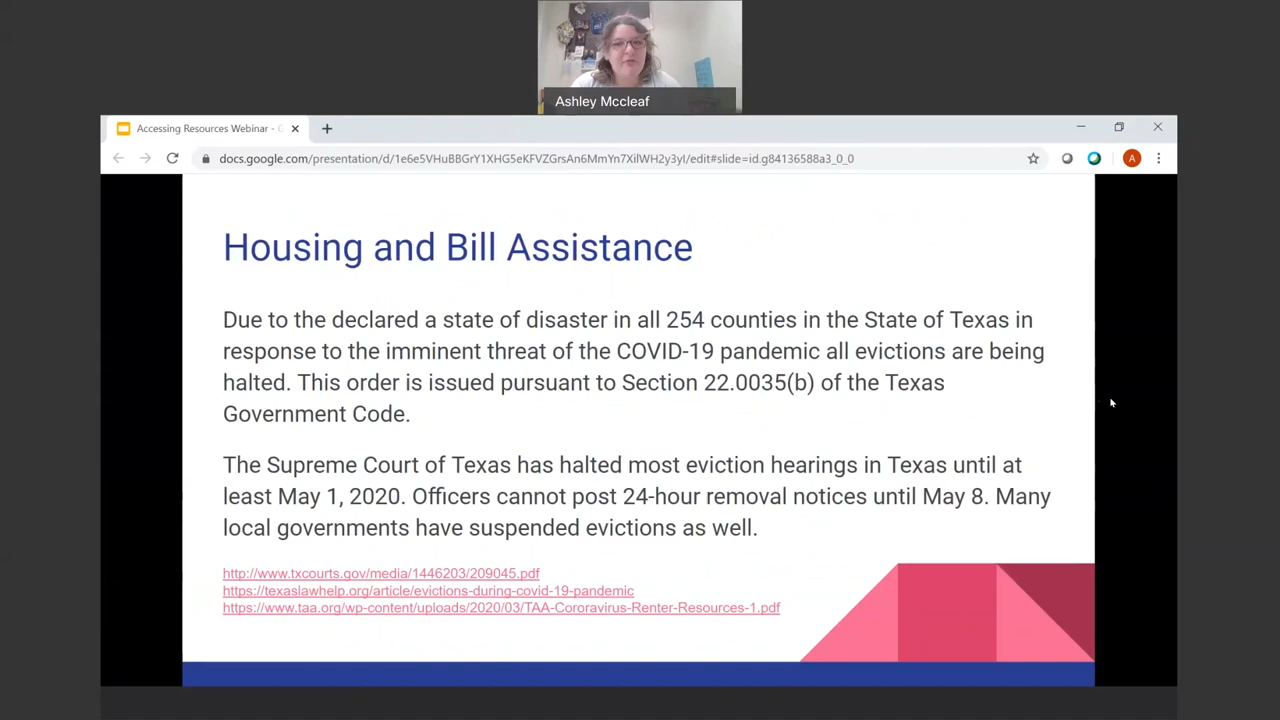 Ashley Mccleaf
Accessing Resources Webinar - G
docs.google.com/presentation/d/1e6e5VHuBBGrY1XHG5eKFVZGrsAn6MmYn7XilWH2y3yI/edit#slide=id.g84136588a3_0_0
A
Housing and Bill Assistance
Due to the declared a state of disaster in all 254 counties in the State of Texas in
response to the imminent threat of the COVID-19 pandemic all evictions are being
halted. This order is issued pursuant to Section 22.0035(b) of the Texas
Government Code.
The Supreme Court of Texas has halted most eviction hearings in Texas until at
least May 1, 2020. Officers cannot post 24-hour removal notices until May 8. Many
local governments have suspended evictions as well.
http://www.txcourts.gov/media/1446203/209045.pdf
https://texaslawhelp.org/article/evictions-during-covid-19-pandemic
https://www.taa.org/wp-content/uploads/2020/03/TAA-Cororavirus-Renter-Resources-1.pdf